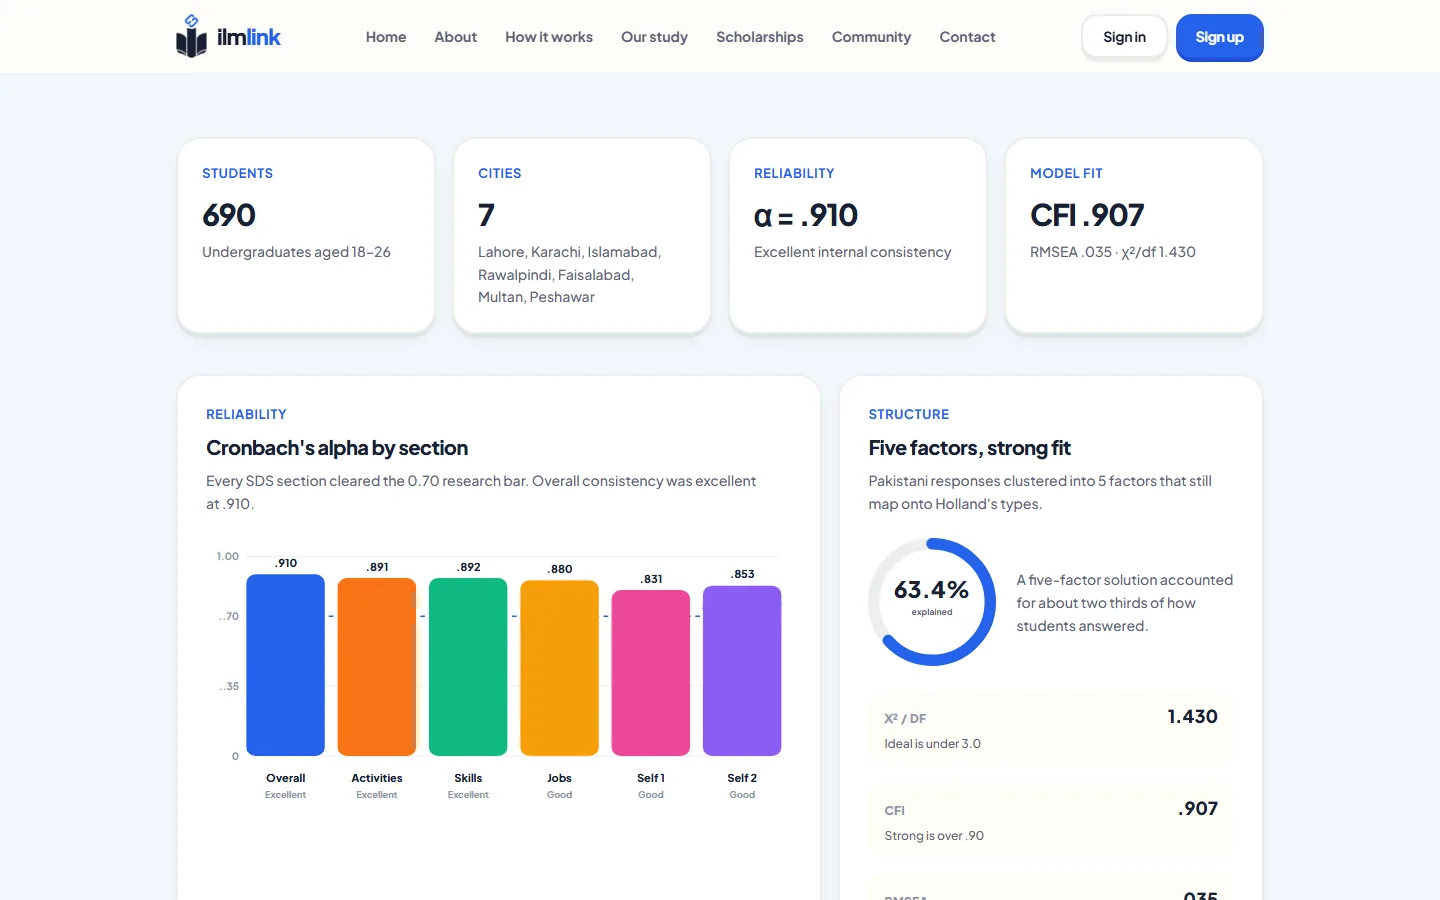 ilmlink
Home
About
How it works
Our study
Scholarships
Community
Contact
Sign in
Sign up
STUDENTS
690
Undergraduates aged 18–26
CITIES
7
Lahore, Karachi, Islamabad,
Rawalpindi, Faisalabad,
Multan, Peshawar
RELIABILITY
α = .910
Excellent internal consistency
MODEL FIT
CFI .907
RMSEA .035 · χ²/df 1.430
RELIABILITY
Cronbach's alpha by section
Every SDS section cleared the 0.70 research bar. Overall consistency was excellent
at .910.
1.00
..70
..35
0
.910
.891
.892
.880
.831
.853
Overall
Excellent
Activities
Excellent
Skills
Excellent
Jobs
Good
Self 1
Good
Self 2
Good
STRUCTURE
Five factors, strong fit
Pakistani responses clustered into 5 factors that still
map onto Holland's types.
63.4%
explained
A five-factor solution accounted
for about two thirds of how
students answered.
Χ² / DF
1.430
Ideal is under 3.0
CFI
.907
Strong is over .90
RMSEA
.035